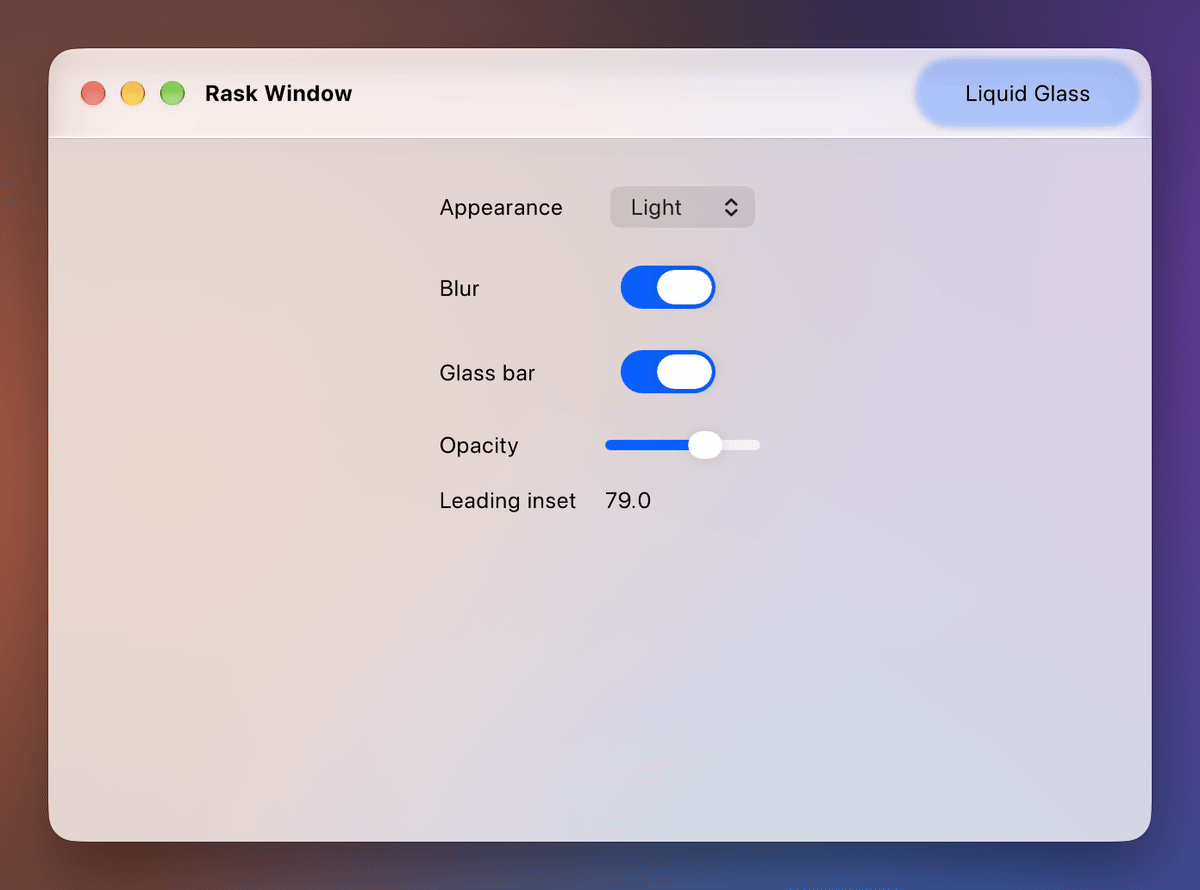 Rask Window
Liquid Glass
Appearance Light
Blur
Glass bar
Opacity
Leading inset 79.0